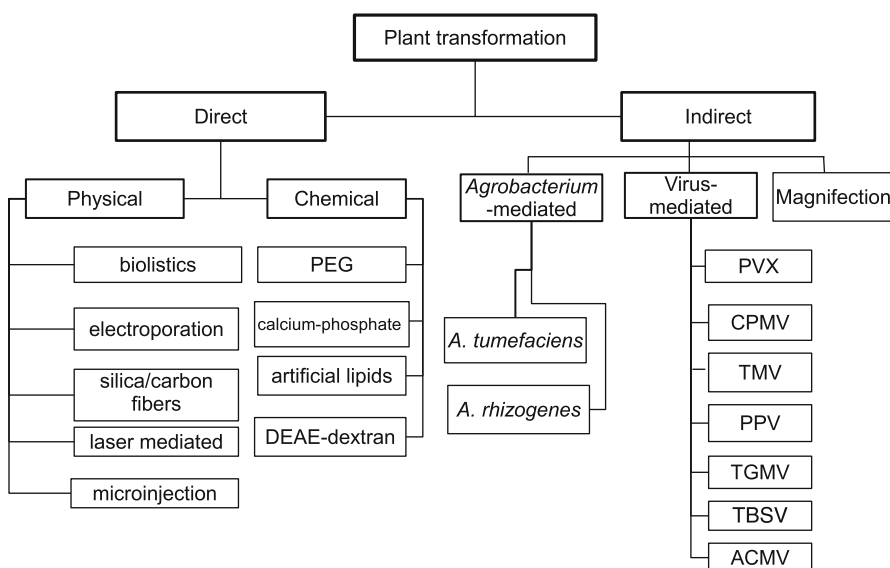 Plant transformation
Direct
Indirect
Physical
Chemical
Agrobacterium
-mediated
Virus-
mediated
Magnifection
biolistics
electroporation
silica/carbon
fibers
laser mediated
microinjection
PEG
calcium-phosphate
artificial lipids
DEAE-dextran
A. tumefaciens
A. rhizogenes
PVX
CPMV
TMV
PPV
TGMV
TBSV
ACMV